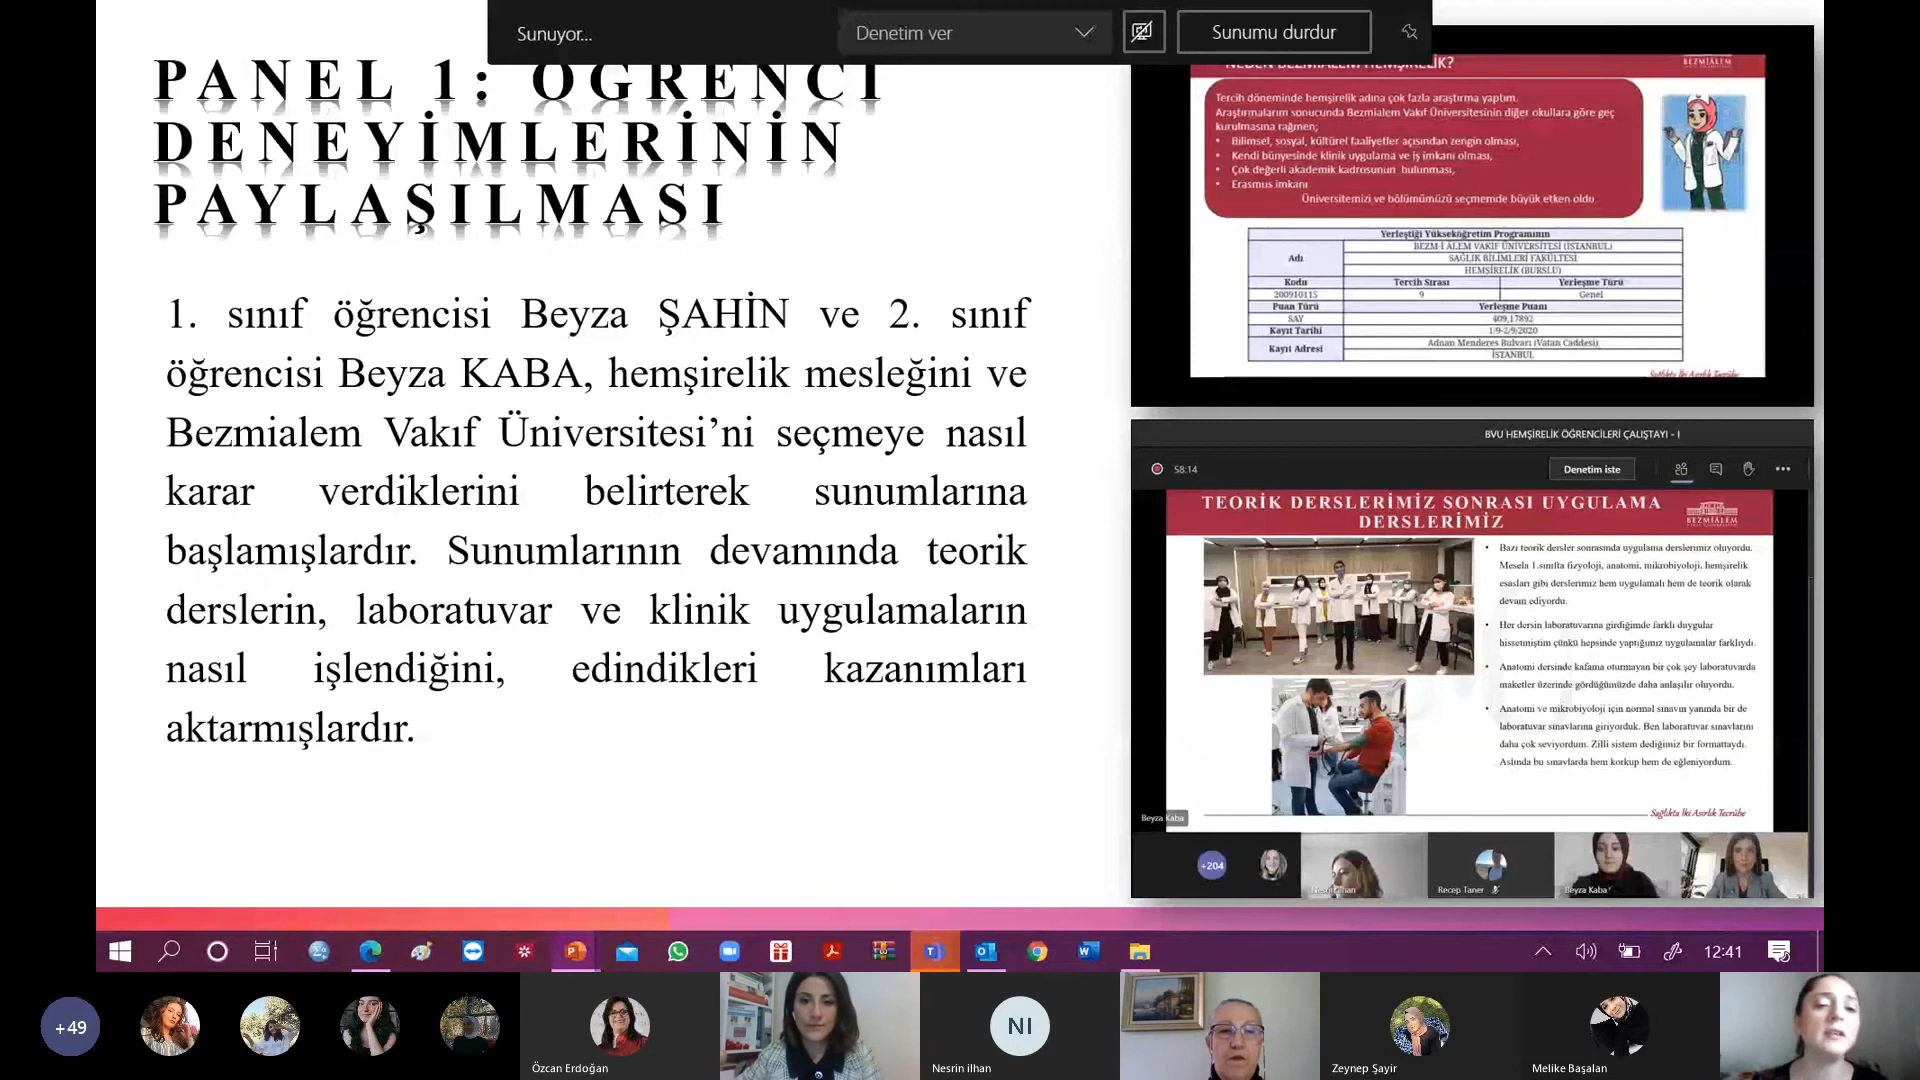 Sunuyor...
Denetim ver
Sunumu durdur
PANEL 1: ÖĞRENCİ
DENEYİMLERİNİN
PAYLAŞILMASI
1. sınıf öğrencisi Beyza ŞAHİN ve 2. sınıf
öğrencisi Beyza KABA, hemşirelik mesleğini ve
Bezmialem Vakıf Üniversitesi’ni seçmeye nasıl
karar verdiklerini belirterek sunumlarına
başlamışlardır. Sunumlarının devamında teorik
derslerin, laboratuvar ve klinik uygulamaların
nasıl işlendiğini, edindikleri kazanımları
aktarmışlardır.
NEDEN BEZMİALEM HEMŞİRELİK?
BEZMİÂLEM
Tercih döneminde hemşirelik adına çok fazla araştırma yaptım.
Araştırmalarım sonucunda Bezmialem Vakıf Üniversitesinin diğer okullara göre geç
kurulmasına rağmen;
• Bilimsel, sosyal, kültürel faaliyetler açısından zengin olması,
• Kendi bünyesinde klinik uygulama ve iş imkanı olması,
• Çok değerli akademik kadrosunun bulunması,
• Erasmus imkanı
Üniversitemizi ve bölümümüzü seçmemde büyük etken oldu
Yerleştiği Yükseköğretim Programının
Adı
BEZM-İ ÂLEM VAKIF ÜNİVERSİTESİ (İSTANBUL)
SAĞLIK BİLİMLERİ FAKÜLTESİ
HEMŞİRELİK (BURSLU)
Kodu Tercih Sırası Yerleşme Türü
200910115 9 Genel
Puan Türü Yerleşme Puanı
SAY 409,17892
Kayıt Tarihi 1/9-2/9/2020
Kayıt Adresi
Adnan Menderes Bulvarı (Vatan Caddesi)
İSTANBUL
Sağlıkta İki Asırlık Tecrübe
BVU HEMŞİRELİK ÖĞRENCİLERİ ÇALIŞTAYI - I
58:14
Denetim iste
TEORİK DERSLERİMİZ SONRASI UYGULAMA
DERSLERİMİZ
BEZMİÂLEM
• Bazı teorik dersler sonrasında uygulama derslerimiz oluyordu.
Mesela 1.sınıfta fizyoloji, anatomi, mikrobiyoloji, hemşirelik
esasları gibi derslerimiz hem uygulamalı hem de teorik olarak
devam ediyordu.
• Her dersin laboratuvarına girdiğimde farklı duygular
hissetmiştim çünkü hepsinde yaptığımız uygulamalar farklıydı.
• Anatomi dersinde kafama oturmayan bir çok şey laboratuvarda
maketler üzerinde gördüğümüzde daha anlaşılır oluyordu.
• Anatomi ve mikrobiyoloji için normal sınavın yanında bir de
laboratuvar sınavlarına giriyorduk. Ben laboratuvar sınavlarını
daha çok seviyordum. Zilli sistem dediğimiz bir formattaydı.
Aslında bu sınavlarda hem korkup hem de eğleniyordum.
Sağlıkta İki Asırlık Tecrübe
Beyza Kaba
+204
Nesrin ilhan
Recep Taner
Beyza Kaba
12:41
+49
NI
Özcan Erdoğan
Nesrin ilhan
Zeynep Şayir
Melike Başalan